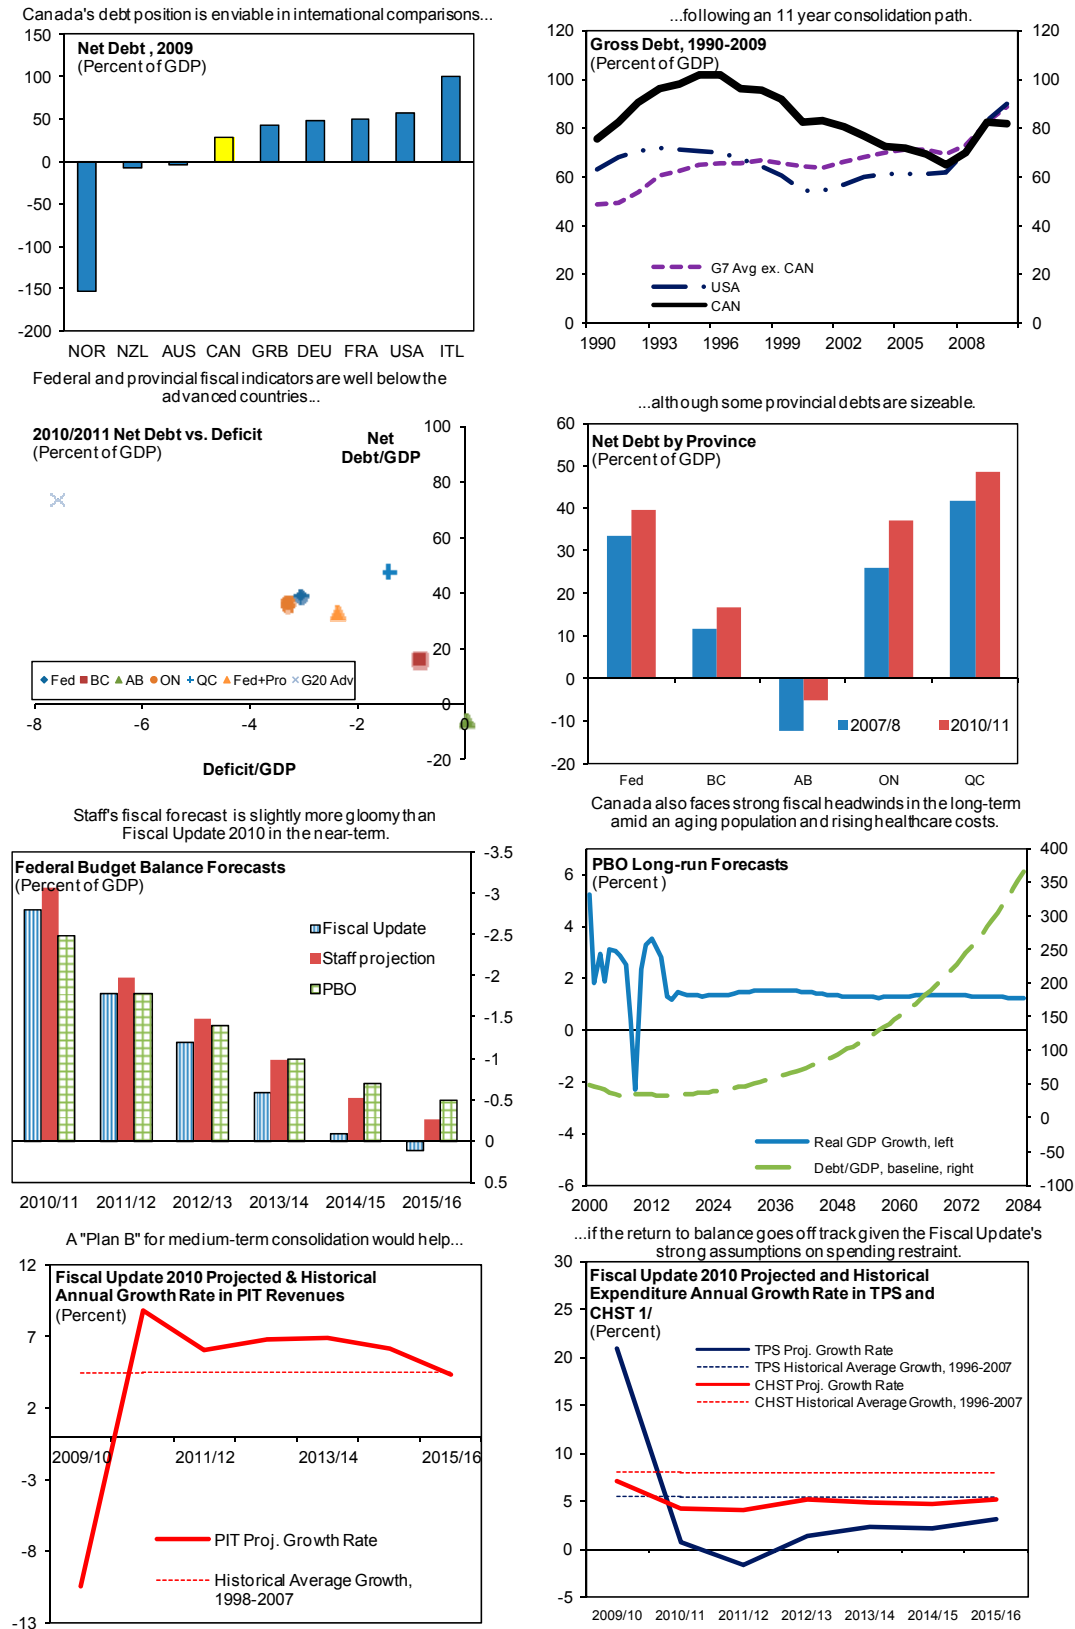 Canada's debt position is enviable in international comparisons...
Net Debt , 2009
(Percent of GDP)
150
100
50
0
-50
-100
-150
-200
NOR NZL AUS CAN GRB DEU FRA USA ITL
...following an 11 year consolidation path.
Gross Debt, 1990-2009
(Percent of GDP)
120 120
100 100
80 80
60 60
40 40
20 20
0 0
G7 Avg ex. CAN
USA
CAN
1990 1993 1996 1999 2002 2005 2008
Federal and provincial fiscal indicators are well below the
advanced countries...
2010/2011 Net Debt vs. Deficit
(Percent of GDP)
Net
Debt/GDP
100
80
60
40
20
0
-20
Fed BC AB ON QC Fed+Pro G20 Adv
-8 -6 -4 -2 0
Deficit/GDP
...although some provincial debts are sizeable.
Net Debt by Province
(Percent of GDP)
60
50
40
30
20
10
0
-10
-20
2007/8 2010/11
Fed BC AB ON QC
Staff's fiscal forecast is slightly more gloomy than
Fiscal Update 2010 in the near-term.
Federal Budget Balance Forecasts
(Percent of GDP)
-3.5
-3
-2.5
-2
-1.5
-1
-0.5
0
0.5
Fiscal Update
Staff projection
PBO
2010/11 2011/12 2012/13 2013/14 2014/15 2015/16
Canada also faces strong fiscal headwinds in the long-term
amid an aging population and rising healthcare costs.
PBO Long-run Forecasts
(Percent )
6
4
2
0
-2
-4
-6
400
350
300
250
200
150
100
50
0
-50
-100
Real GDP Growth, left
Debt/GDP, baseline, right
2000 2012 2024 2036 2048 2060 2072 2084
A "Plan B" for medium-term consolidation would help...
Fiscal Update 2010 Projected & Historical
Annual Growth Rate in PIT Revenues
(Percent)
12
7
2
-3
-8
-13
2009/10 2011/12 2013/14 2015/16
PIT Proj. Growth Rate
Historical Average Growth,
1998-2007
...if the return to balance goes off track given the Fiscal Update's
strong assumptions on spending restraint.
Fiscal Update 2010 Projected and Historical
Expenditure Annual Growth Rate in TPS and
CHST 1/
(Percent)
30
25
20
15
10
5
0
-5
TPS Proj. Growth Rate
TPS Historical Average Growth, 1996-2007
CHST Proj. Growth Rate
CHST Historical Average Growth, 1996-2007
2009/10 2010/11 2011/12 2012/13 2013/14 2014/15 2015/16